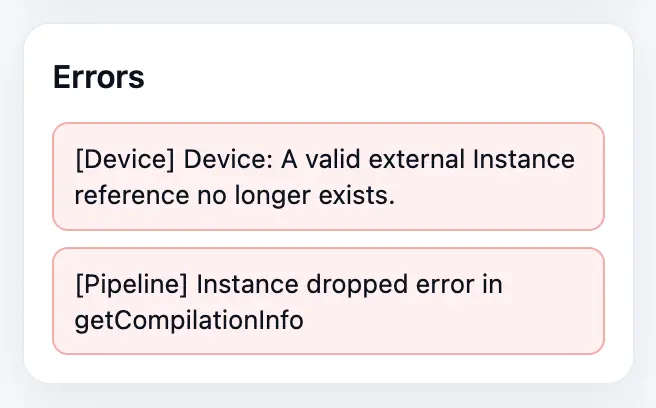 Errors
[Device] Device: A valid external Instance
reference no longer exists.
[Pipeline] Instance dropped error in
getCompilationInfo